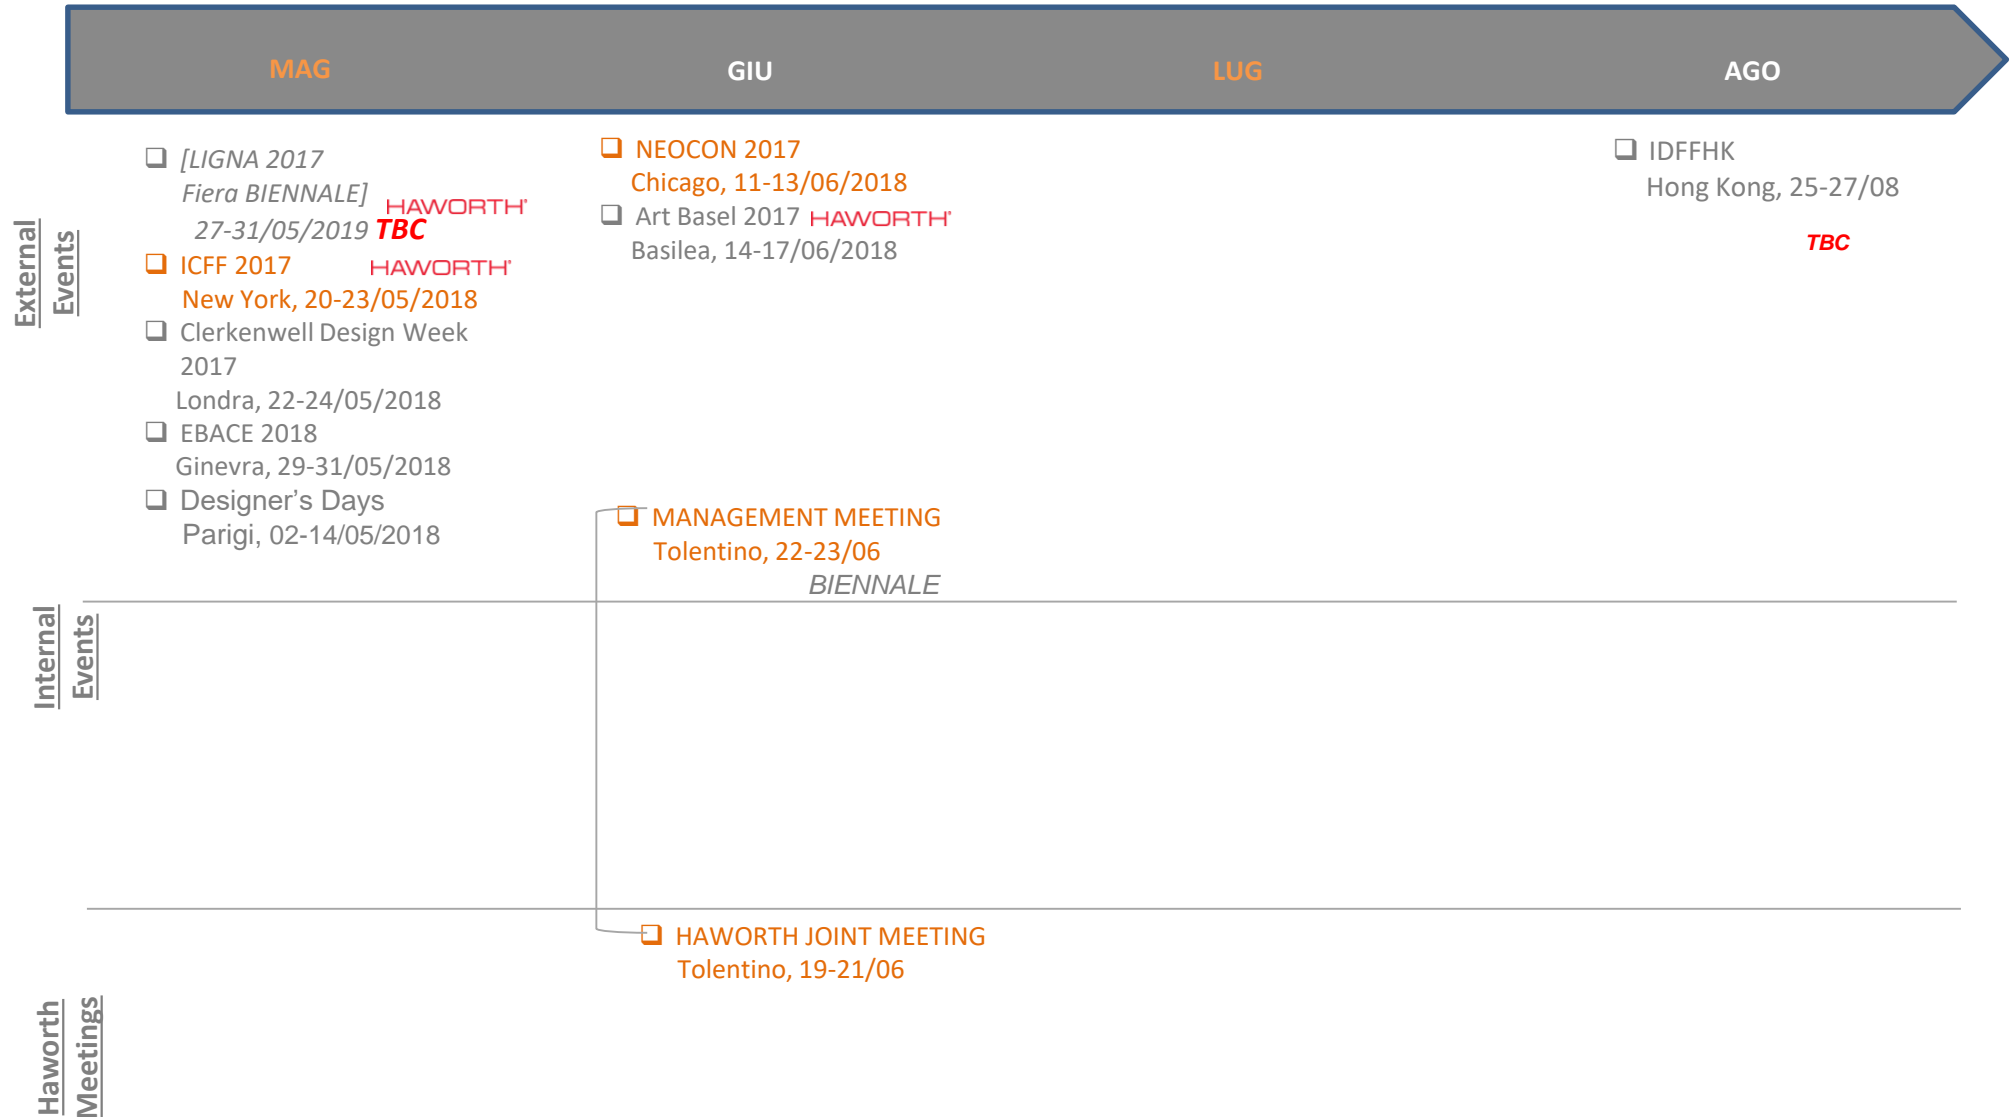 MAG
GIU
LUG
AGO
External
Events
[LIGNA 2017
Fiera BIENNALE]
HAWORTH
27-31/05/2019 TBC
ICFF 2017
HAWORTH
New York, 20-23/05/2018
Clerkenwell Design Week
2017
Londra, 22-24/05/2018
EBACE 2018
Ginevra, 29-31/05/2018
Designer’s Days
Parigi, 02-14/05/2018
NEOCON 2017
Chicago, 11-13/06/2018
Art Basel 2017 HAWORTH
Basilea, 14-17/06/2018
IDFFHK
Hong Kong, 25-27/08
TBC
MANAGEMENT MEETING
Tolentino, 22-23/06
BIENNALE
Internal
Events
HAWORTH JOINT MEETING
Tolentino, 19-21/06
Haworth
Meetings